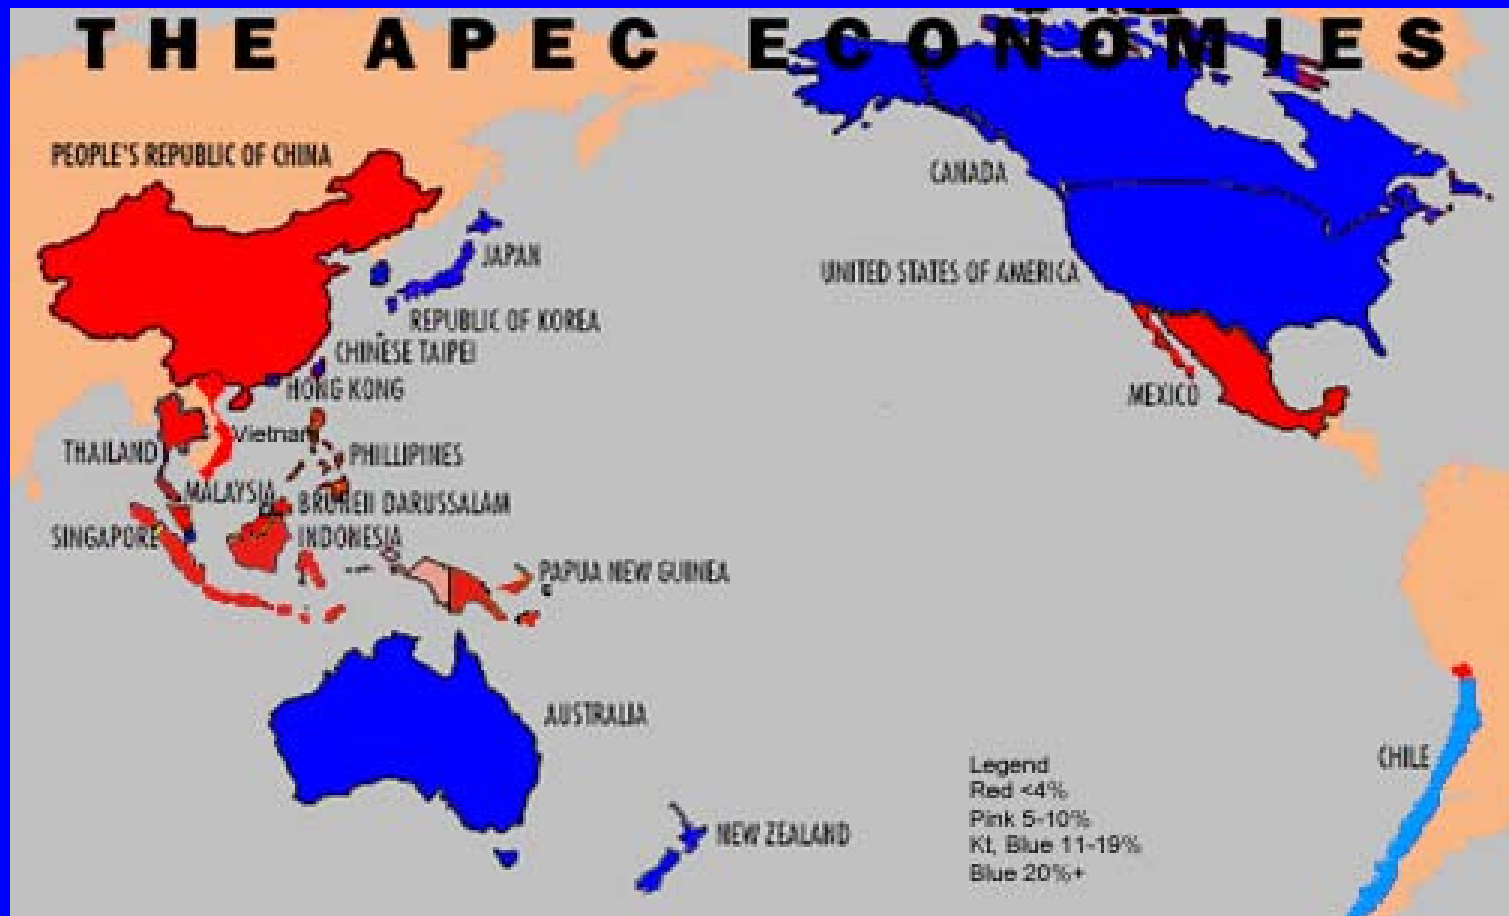 THE APEC ECONOMIES
PEOPLE'S REPUBLIC OF CHINA
CANADA
JAPAN
UNITED STATES OF AMERICA
REPUBLIC OF KOREA
CHINESE TAIPEI
HONG KONG
MEXICO
Vietnam
THAILAND
PHILLIPINES
MALAYSIA
BRUNEII DARUSSALAM
SINGAPORE
INDONESIA
PAPUA NEW GUINEA
AUSTRALIA
CHILE
NEW ZEALAND
Legend
Red <4%
Pink 5-10%
Kt, Blue 11-19%
Blue 20%+